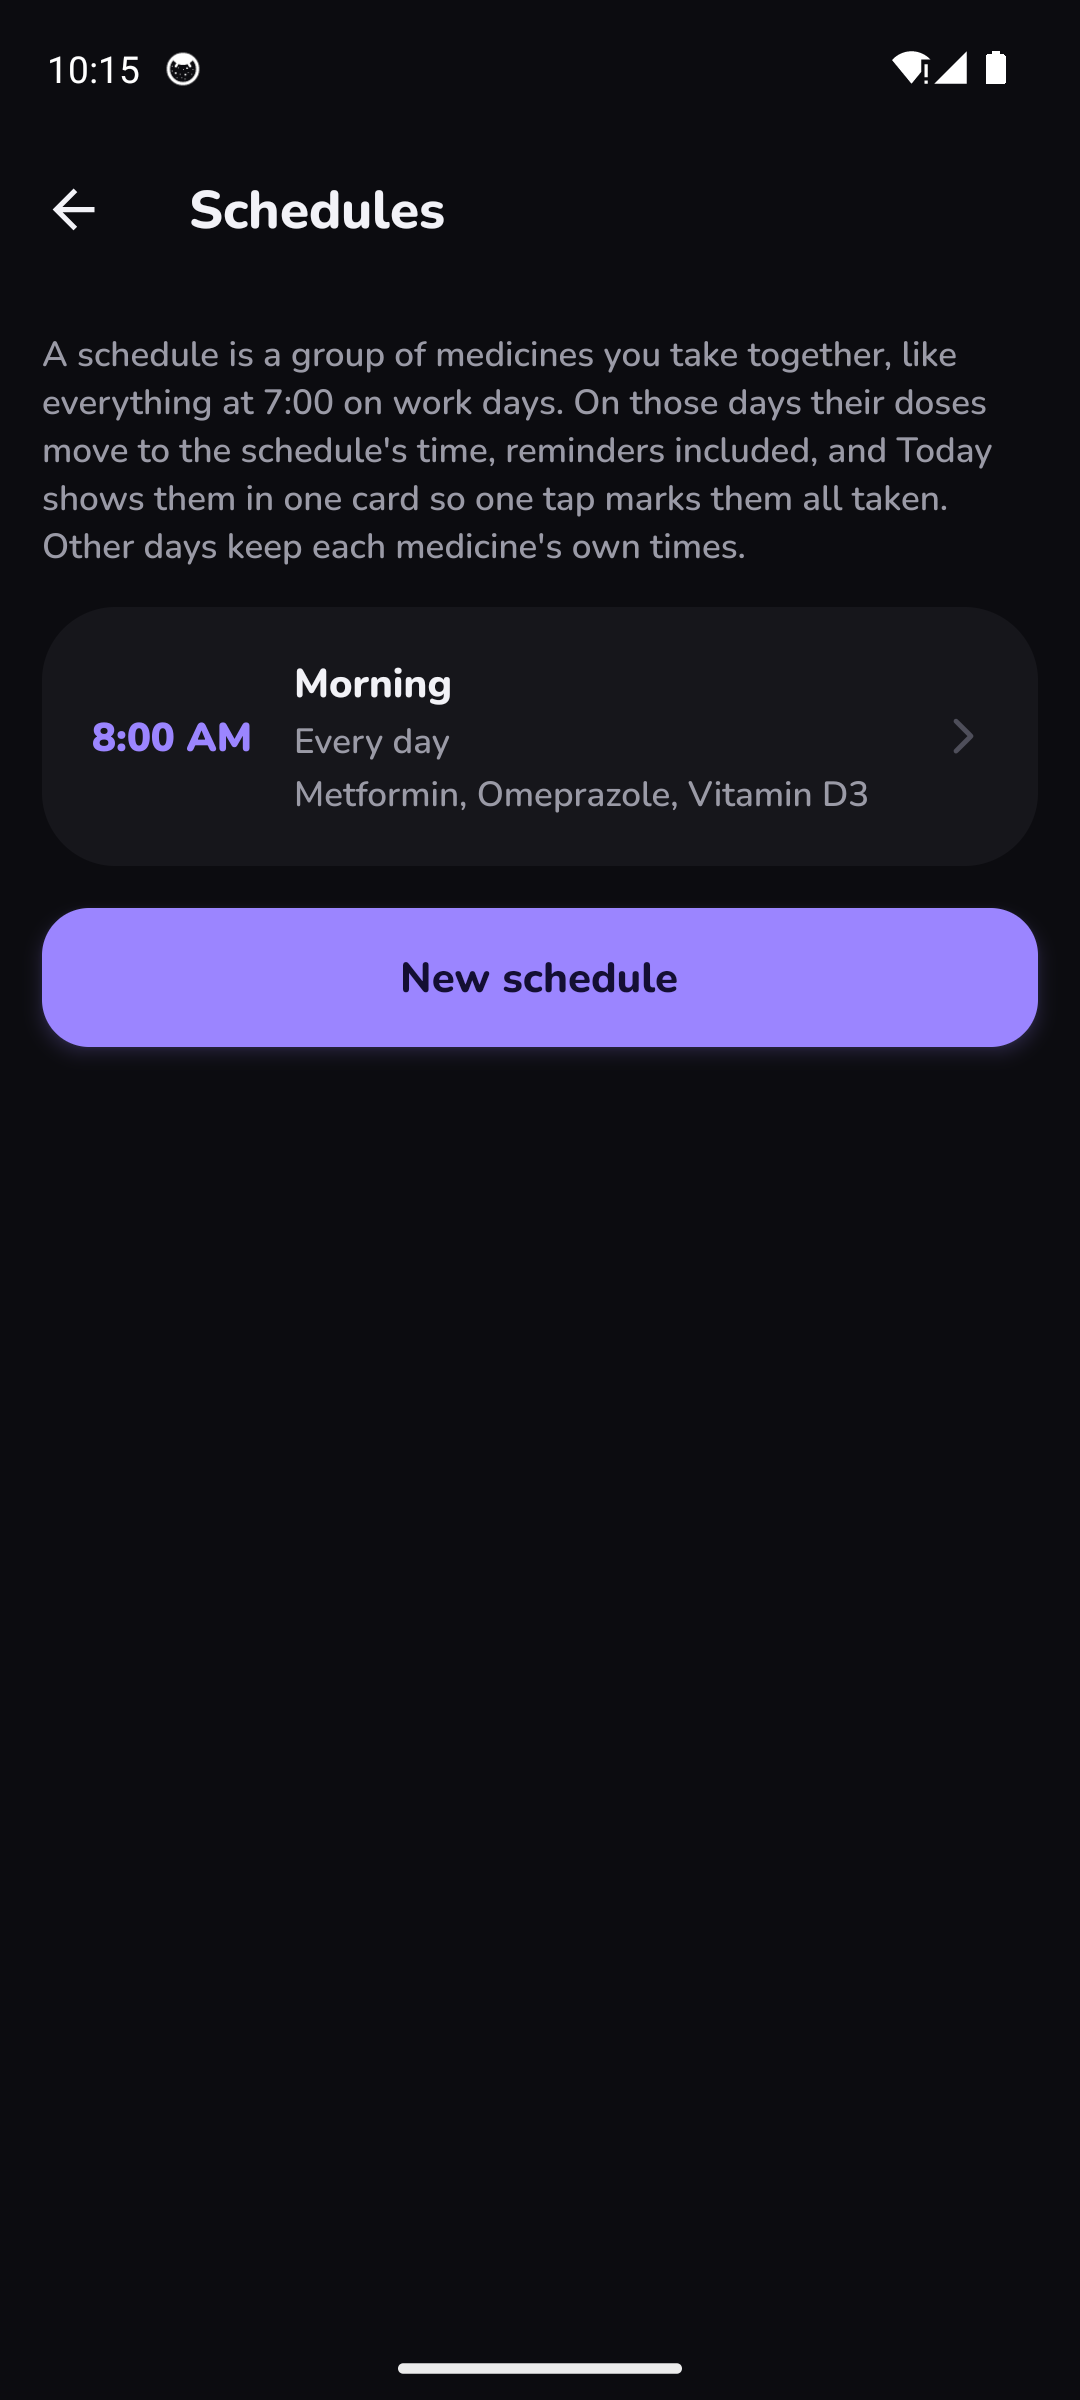 10:15
Schedules
A schedule is a group of medicines you take together, like
everything at 7:00 on work days. On those days their doses
move to the schedule's time, reminders included, and Today
shows them in one card so one tap marks them all taken.
Other days keep each medicine's own times.
Morning
8:00 AM
Every day
Metformin, Omeprazole, Vitamin D3
New schedule